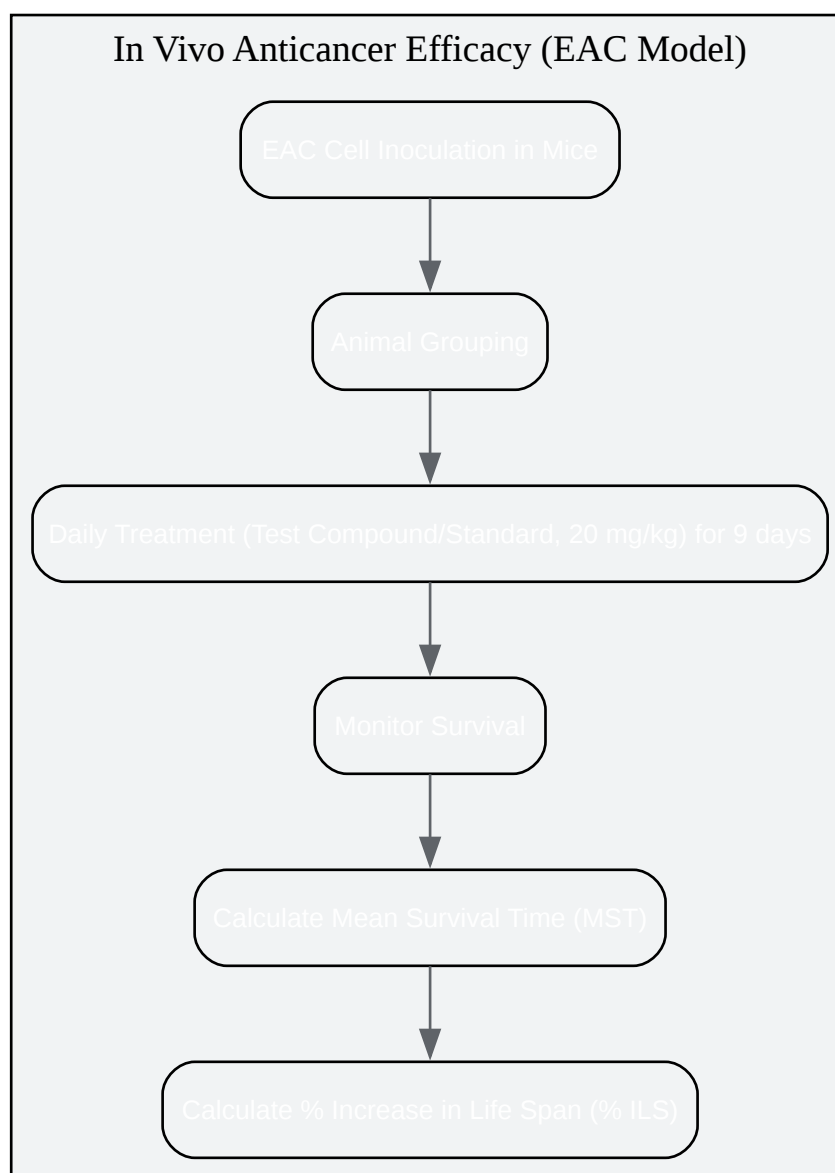 In Vivo Anticancer Efficacy (EAC Model)
EAC Cell Inoculation in Mice
Animal Grouping
Daily Treatment (Test Compound/Standard, 20 mg/kg) for 9 days
Monitor Survival
Calculate Mean Survival Time (MST)
Calculate % Increase in Life Span (% ILS)